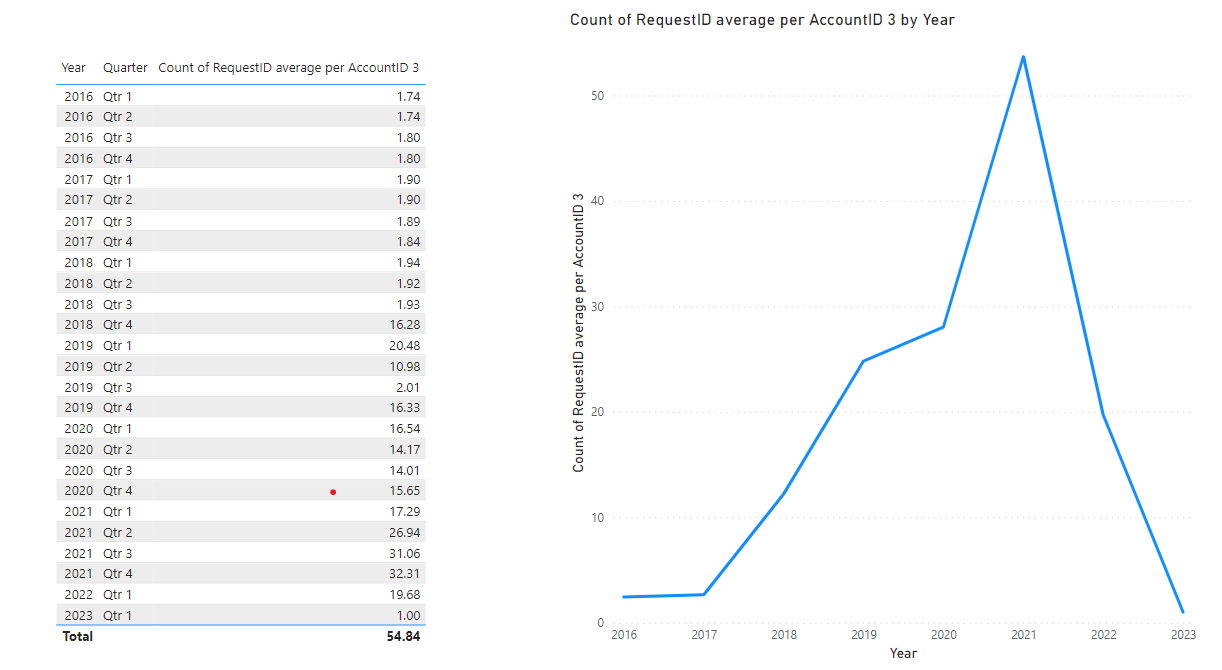 Count of RequestID average per AccountID 3 by Year
Year Quarter Count of RequestID average per AccountID 3
2016 Qtr 1 1.74
2016 Qtr 2 1.74
2016 Qtr 3 1.80
2016 Qtr 4 1.80
2017 Qtr 1 1.90
2017 Qtr 2 1.90
2017 Qtr 3 1.89
2017 Qtr 4 1.84
2018 Qtr 1 1.94
2018 Qtr 2 1.92
2018 Qtr 3 1.93
2018 Qtr 4 16.28
2019 Qtr 1 20.48
2019 Qtr 2 10.98
2019 Qtr 3 2.01
2019 Qtr 4 16.33
2020 Qtr 1 16.54
2020 Qtr 2 14.17
2020 Qtr 3 14.01
2020 Qtr 4 15.65
2021 Qtr 1 17.29
2021 Qtr 2 26.94
2021 Qtr 3 31.06
2021 Qtr 4 32.31
2022 Qtr 1 19.68
2023 Qtr 1 1.00
Total 54.84
Count of RequestID average per AccountID 3
50
40
30
20
10
0
2016 2017 2018 2019 2020 2021 2022 2023
Year